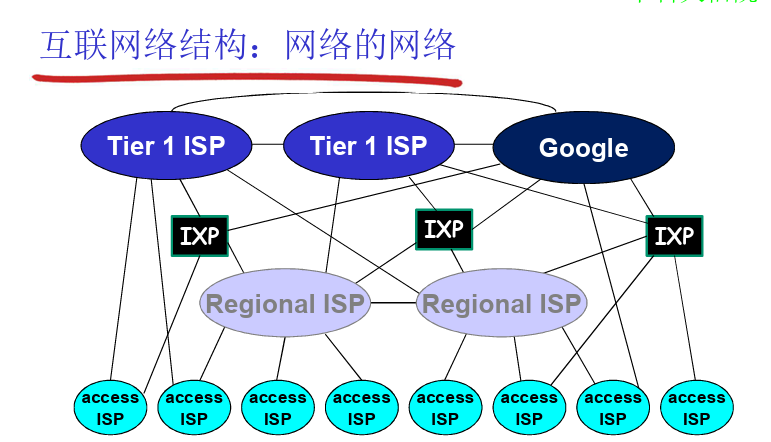 互联网络结构：网络的网络
Tier 1 ISP
Tier 1 ISP
Google
IXP
IXP
IXP
Regional ISP
Regional ISP
access
ISP
access
ISP
access
ISP
access
ISP
access
ISP
access
ISP
access
ISP
access
ISP